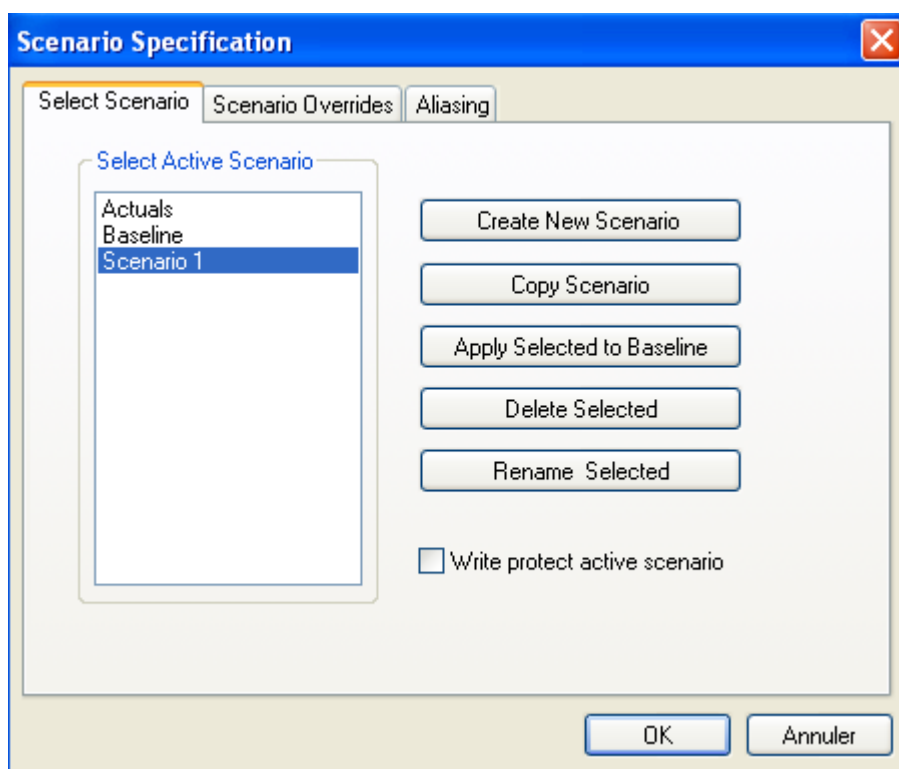 Scenario Specification
Select Scenario
Scenario Overrides
Aliasing
Select Active Scenario
Actuals
Baseline
Scenario 1
Create New Scenario
Copy Scenario
Apply Selected to Baseline
Delete Selected
Rename Selected
Write protect active scenario
OK
Annuler